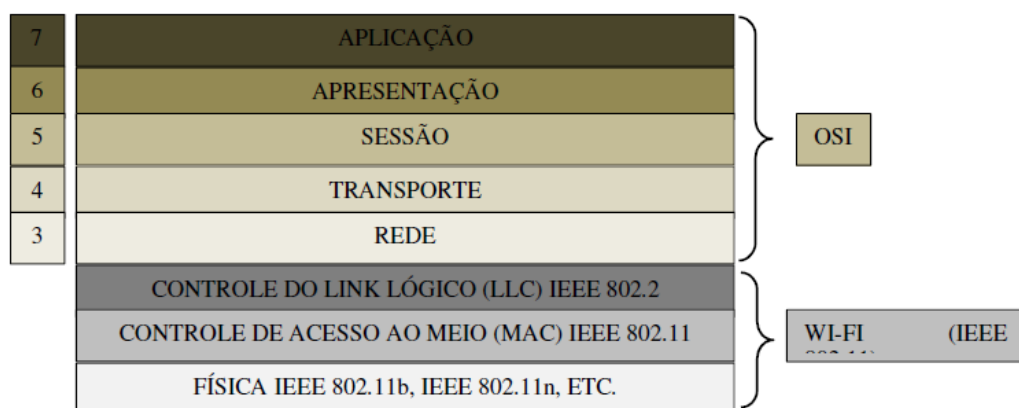 7 APLICAÇÃO
6 APRESENTAÇÃO
5 SESSÃO
OSI
4 TRANSPORTE
3 REDE
CONTROLE DO LINK LÓGICO (LLC) IEEE 802.2
CONTROLE DE ACESSO AO MEIO (MAC) IEEE 802.11
WI-FI (IEEE
FÍSICA IEEE 802.11b, IEEE 802.11n, ETC.